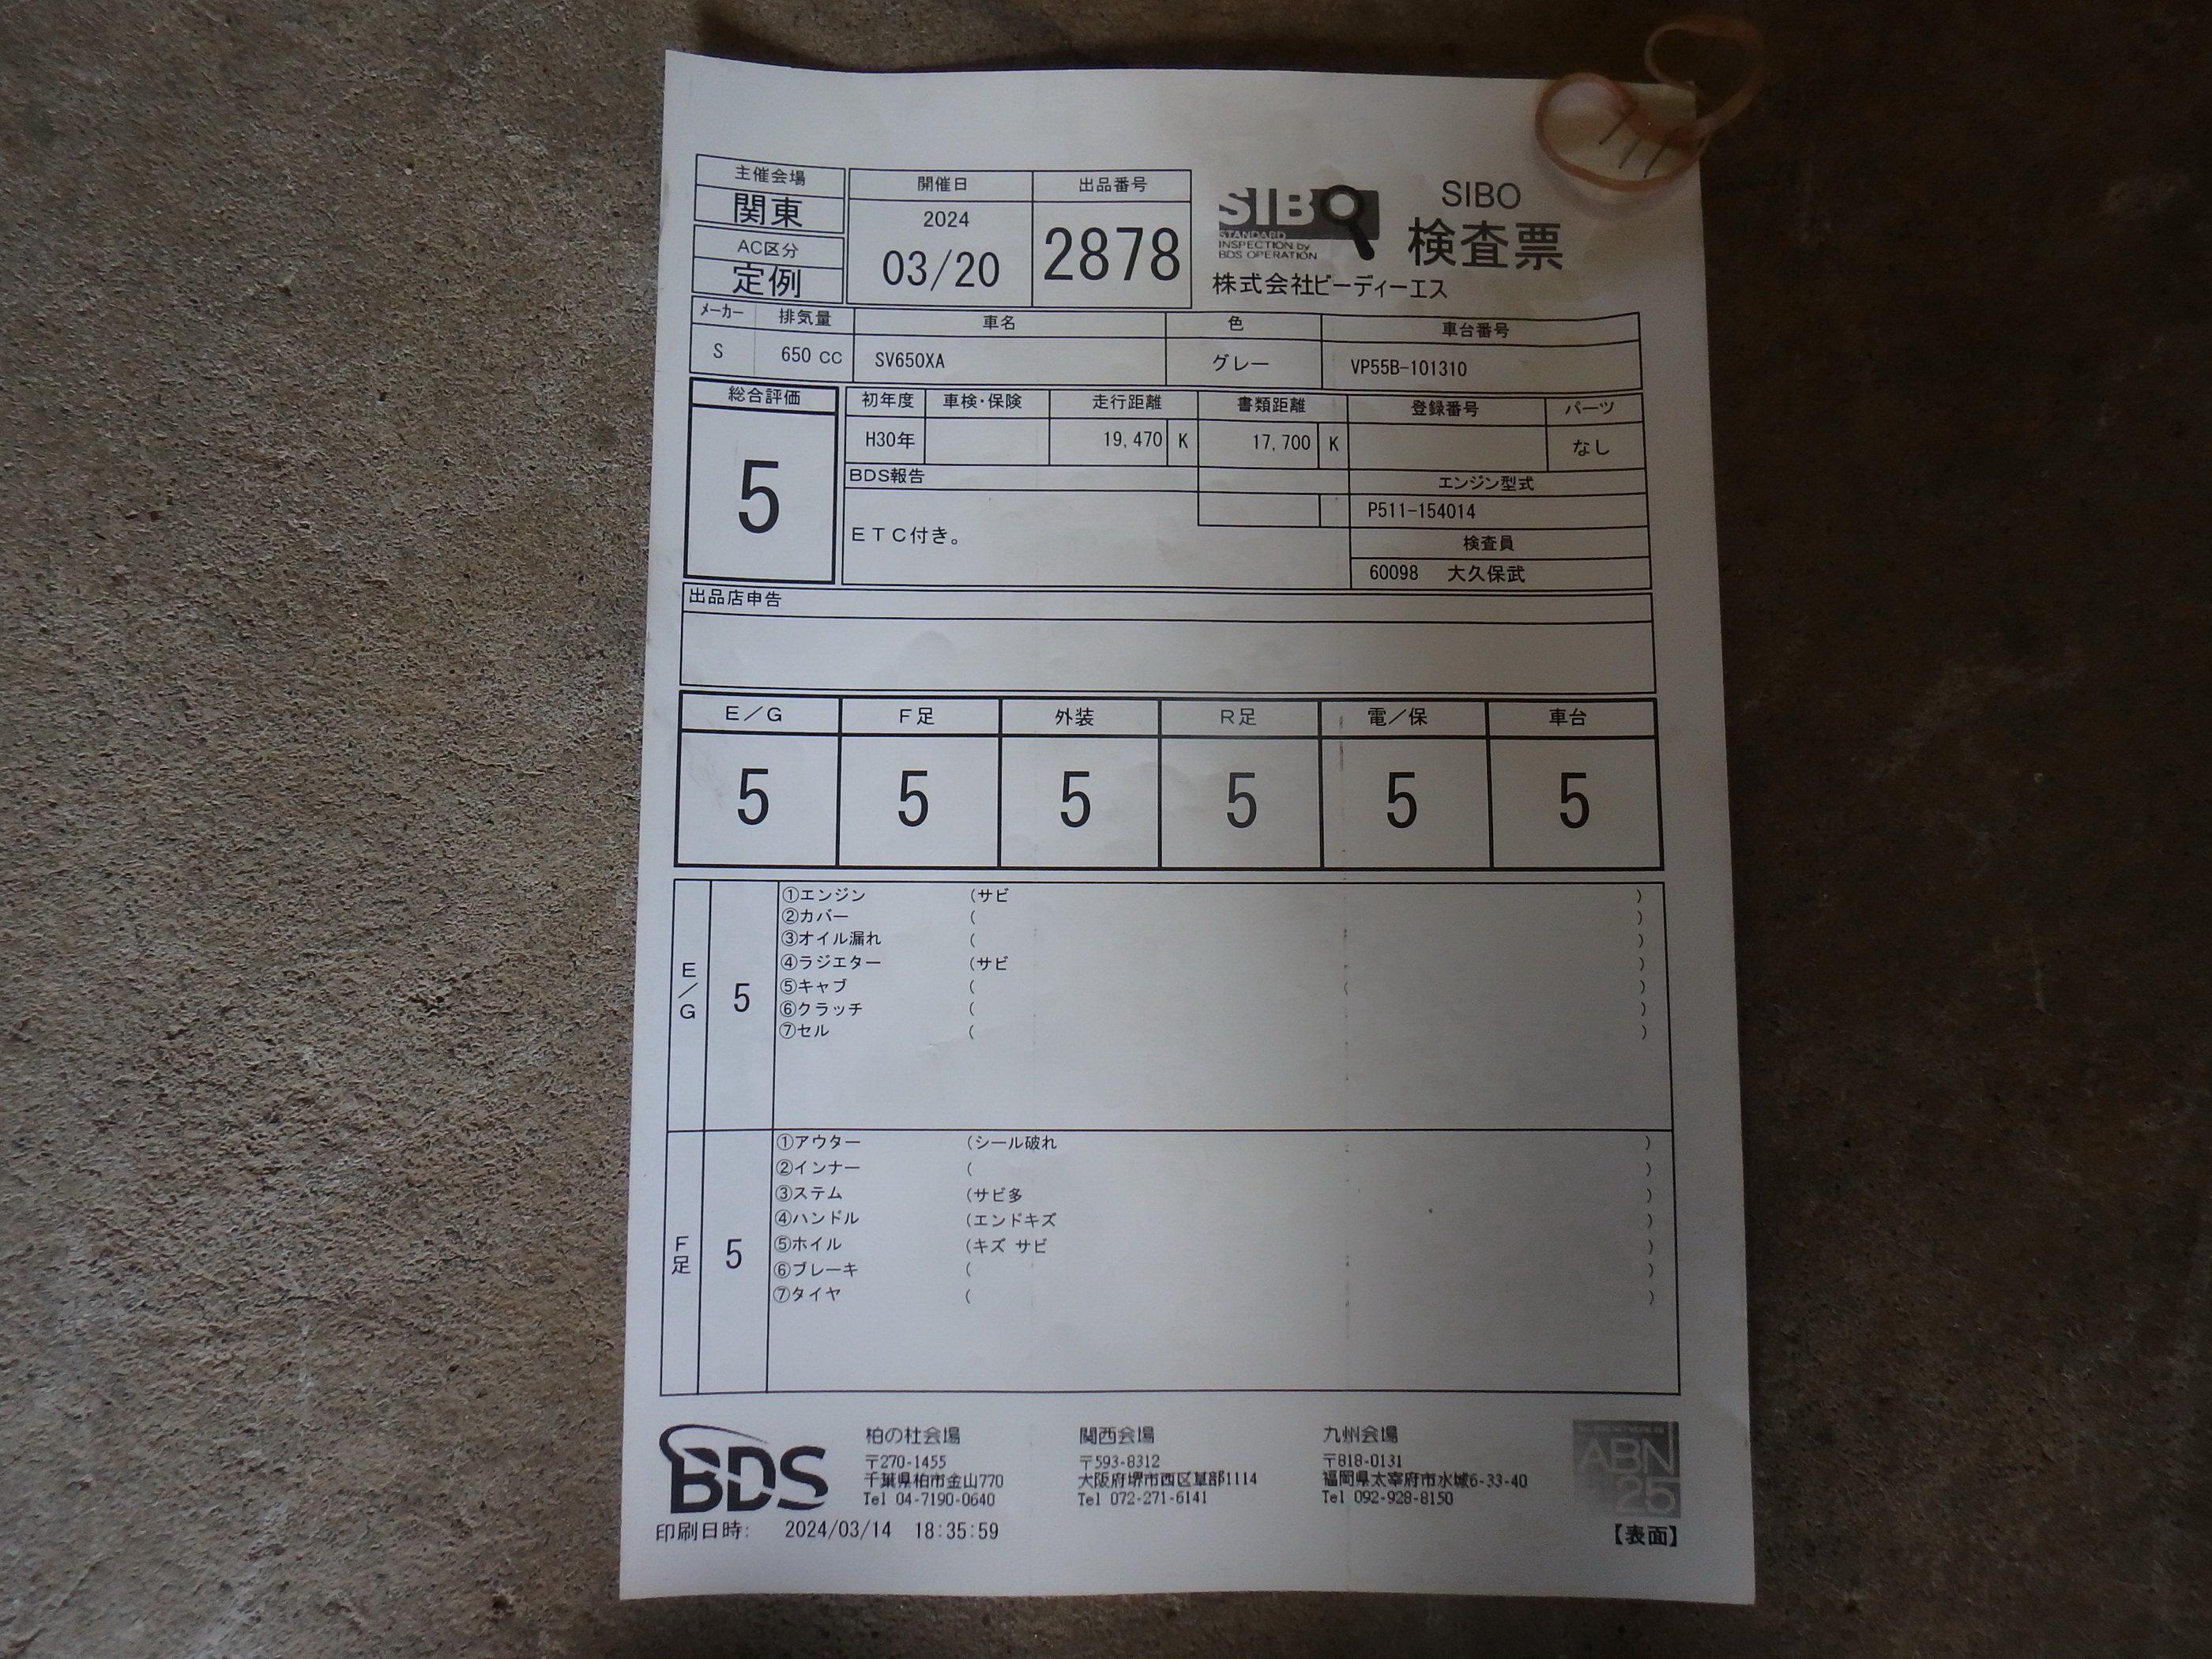 主催会場
関東
AC区分
定例
開催日
2024
03/20
出品番号
2878
SIBO
STANDARD
INSPECTION by
BDS OPERATION
SIBO
検査票
株式会社ビーディーエス
メーカー 排気量 車名 色 車台番号
S 650 CC SV650XA グレー VP55B-101310
総合評価
5
初年度 車検・保険 走行距離 書類距離 登録番号 パーツ
H30年 19,470 K 17,700 K なし
BDS報告
ETC付き。
エンジン型式
P511-154014
検査員
60098 大久保武
出品店申告
E/G F足 外装 R足 電/保 車台
5 5 5 5 5 5
E/G
5
①エンジン (サビ )
②カバー ( )
③オイル漏れ ( )
④ラジエター (サビ )
⑤キャブ ( ( )
⑥クラッチ ( )
⑦セル ( )
F足
5
①アウター (シール破れ )
②インナー ( )
③ステム (サビ多 )
④ハンドル (エンドキズ )
⑤ホイル (キズ サビ )
⑥ブレーキ ( )
⑦タイヤ ( )
BDS
柏の杜会場
〒270-1455
千葉県柏市金山770
Tel 04-7190-0640
関西会場
〒593-8312
大阪府堺市西区草部1114
Tel 072-271-6141
九州会場
〒818-0131
福岡県太宰府市水城6-33-40
Tel 092-928-8150
ABN
25
印刷日時: 2024/03/14 18:35:59
【表面】